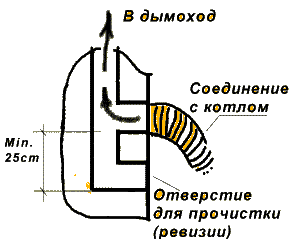 В дымоход
Соединение
с котлом
Min.
25cm
Отверстие
для прочистки
(ревизии)